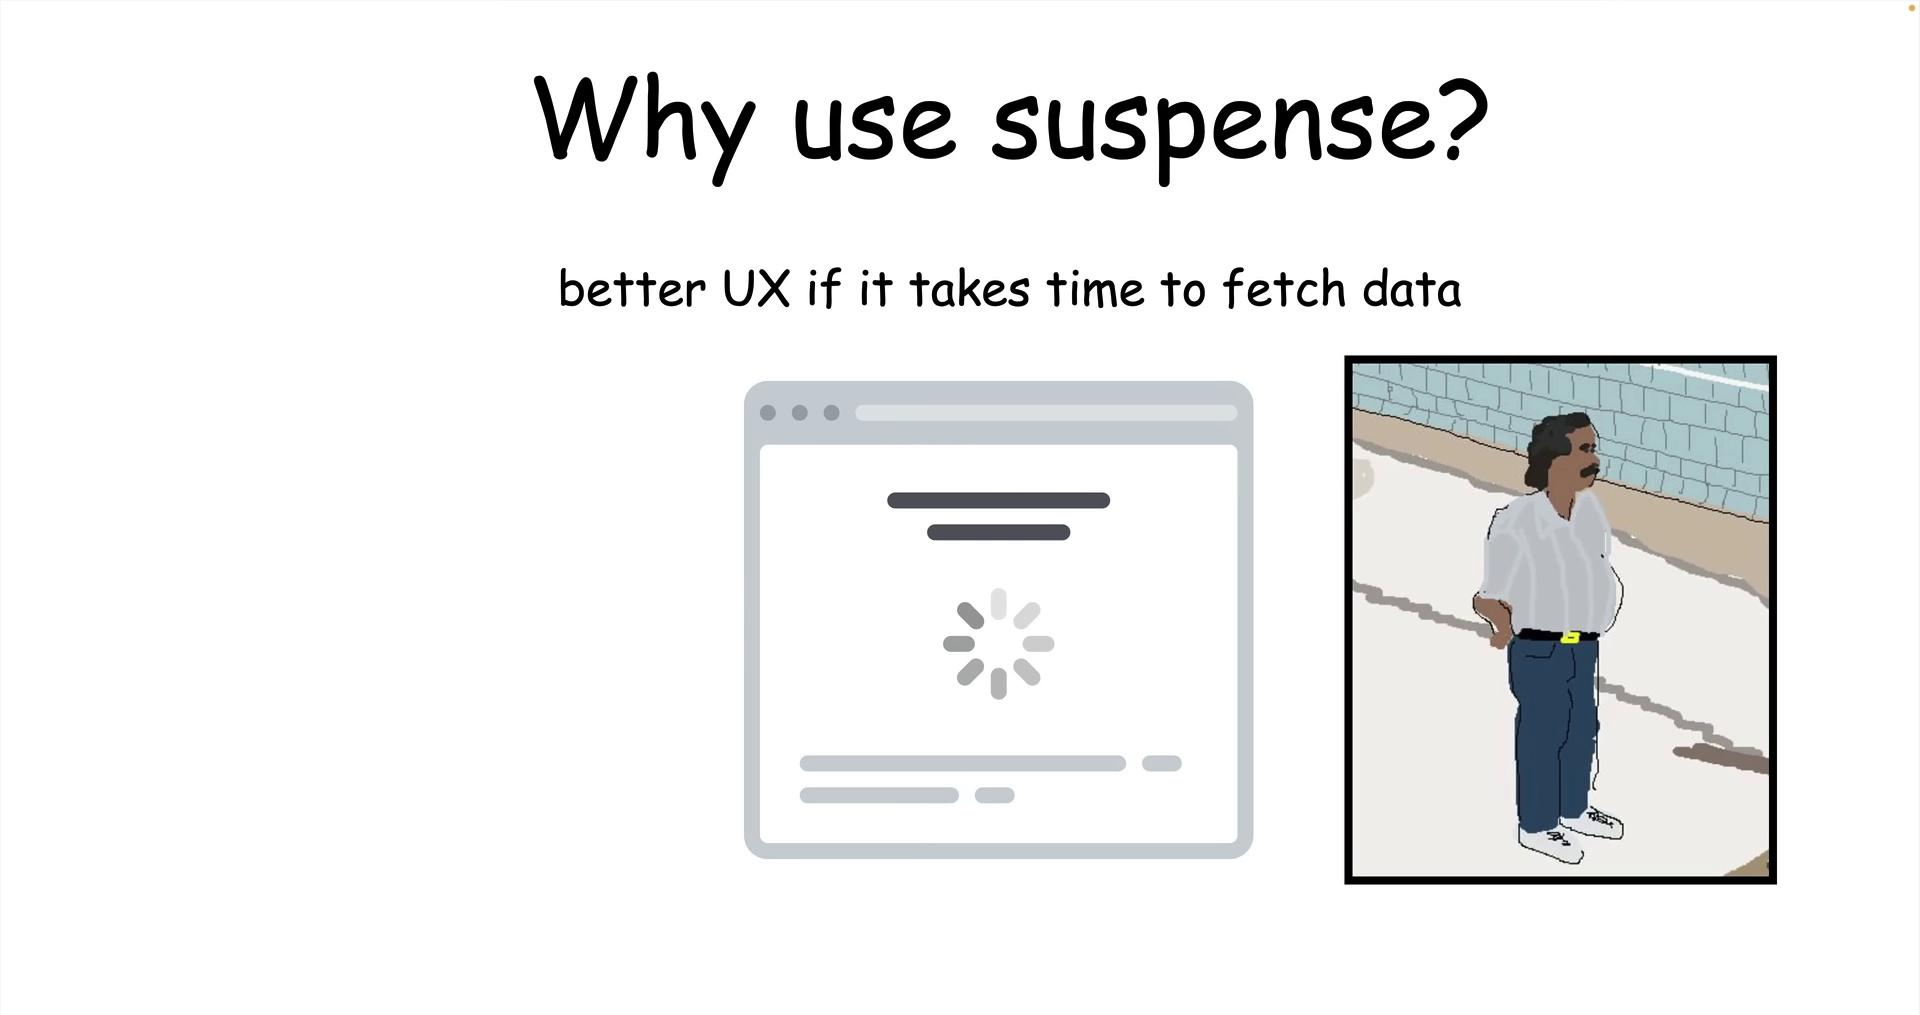 Why use suspense?
better UX if it takes time to fetch data